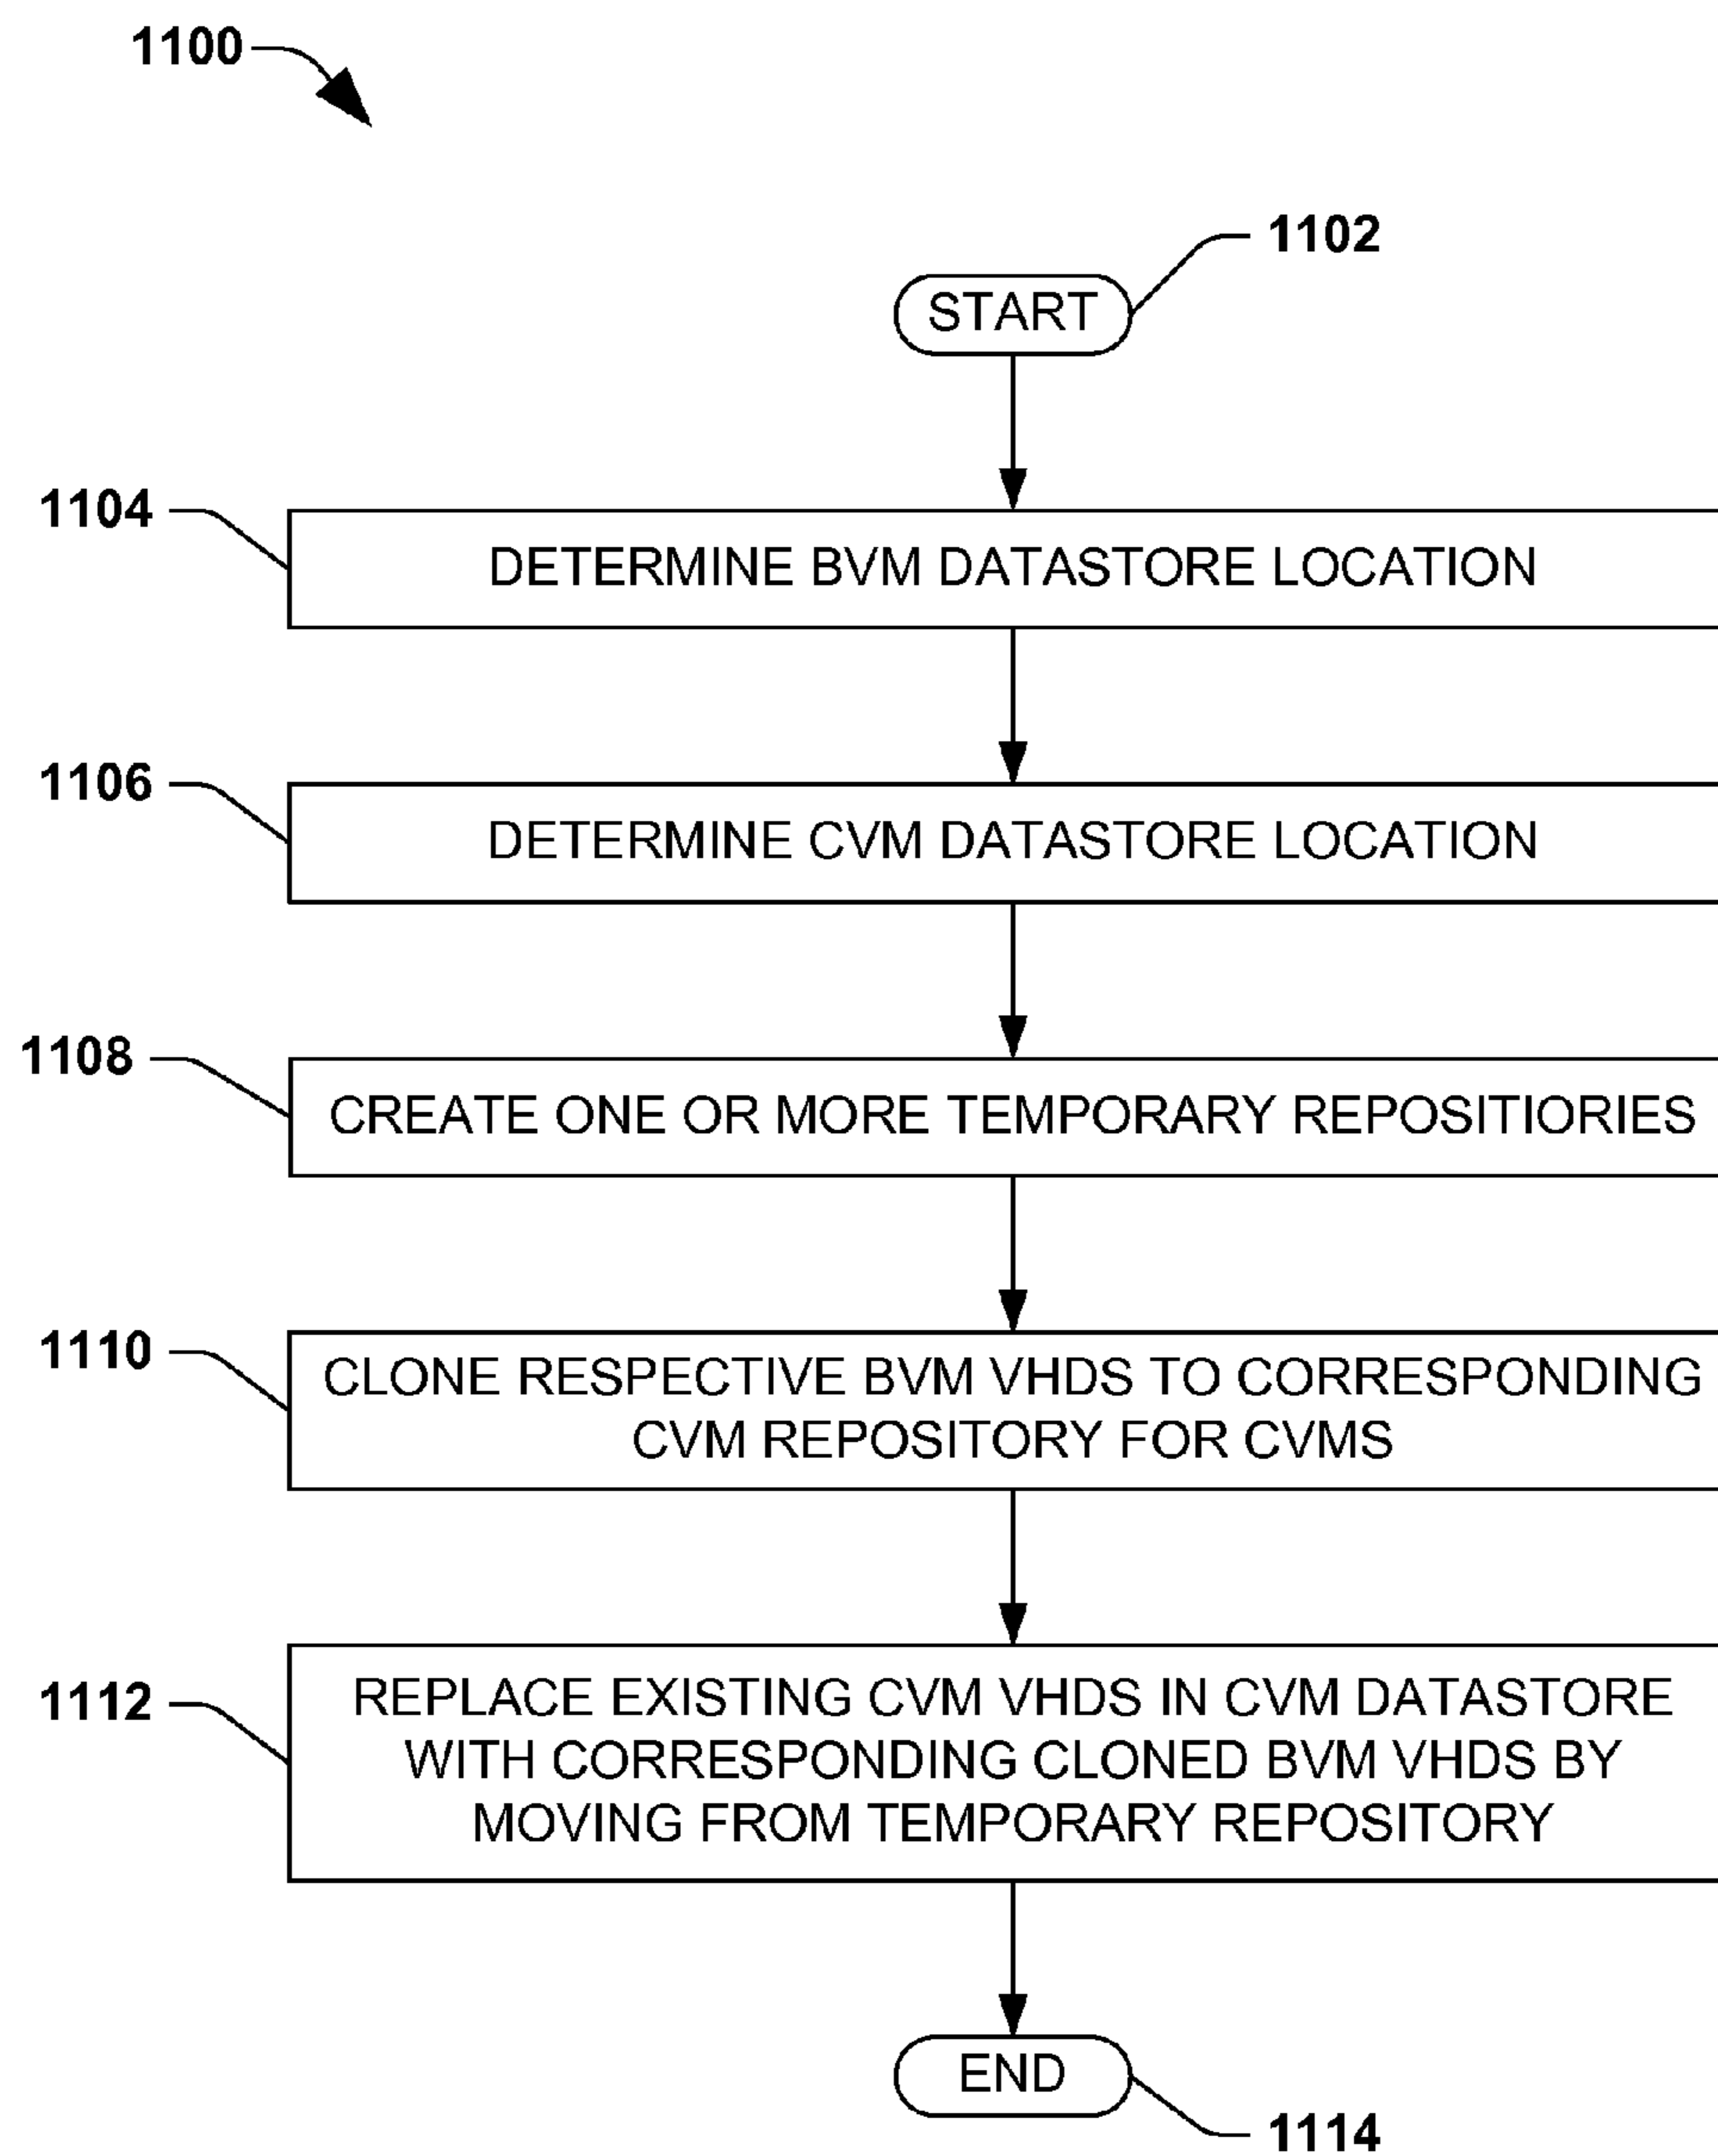 1100
1102
START
1104
DETERMINE BVM DATASTORE LOCATION
1106
DETERMINE CVM DATASTORE LOCATION
1108
CREATE ONE OR MORE TEMPORARY REPOSITIORIES
1110
CLONE RESPECTIVE BVM VHDS TO CORRESPONDING
CVM REPOSITORY FOR CVMS
1112
REPLACE EXISTING CVM VHDS IN CVM DATASTORE
WITH CORRESPONDING CLONED BVM VHDS BY
MOVING FROM TEMPORARY REPOSITORY
END
1114